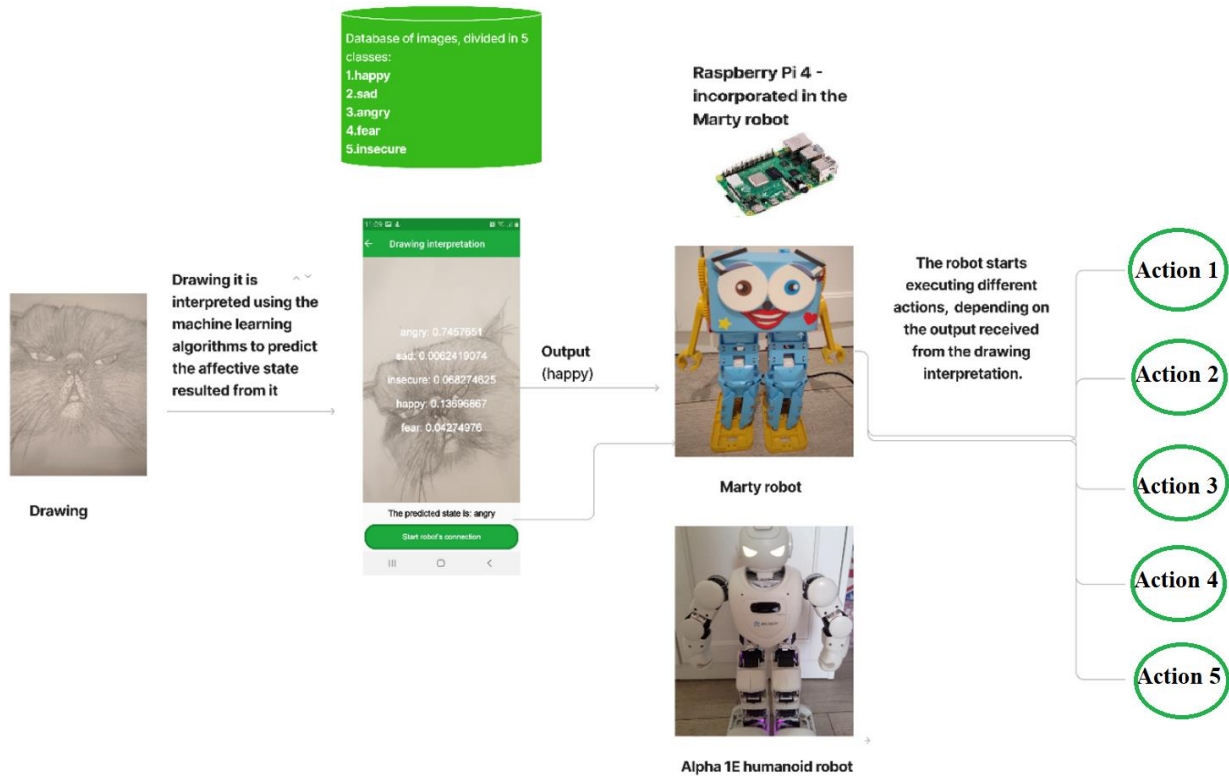 Database of images, divided in 5
classes:
1.happy
2.sad
3.angry
4.fear
5.insecure
Raspberry Pi 4 -
incorporated in the
Marty robot
11:09
Drawing interpretation
Drawing it is
interpreted using the
machine learning
algorithms to predict
the affective state
resulted from it
angry: 0.7457651
sad: 0.0062419074
insecure: 0.068274625
happy: 0.13696867
fear: 0.04274976
Output
(happy)
The robot starts
executing different
actions, depending on
the output received
from the drawing
interpretation.
Action 1
Action 2
Action 3
Action 4
Action 5
Drawing
The predicted state is: angry
Start robot's connection
Marty robot
Alpha 1E humanoid robot